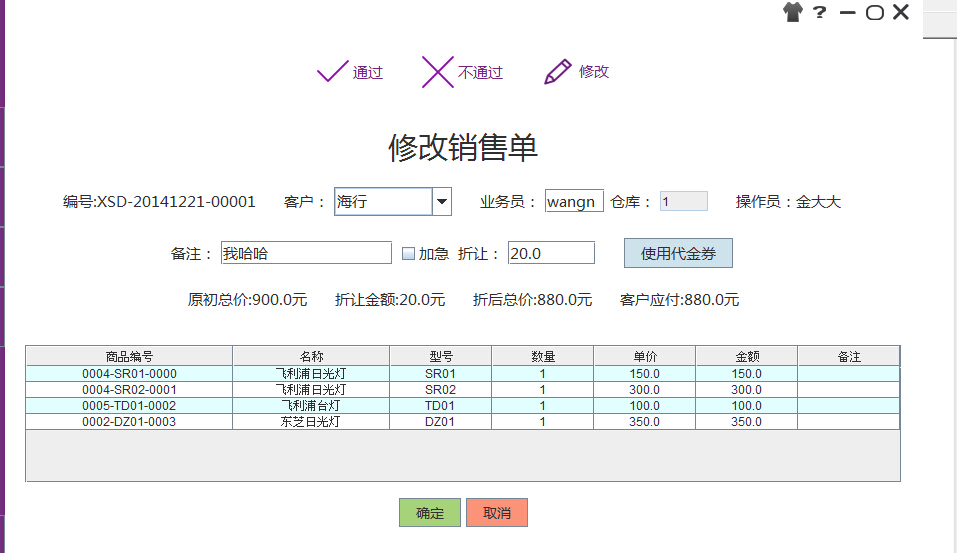 ?
通过 不通过 修改
修改销售单
编号:XSD-20141221-00001 客户： 海行 业务员： wangn 仓库： 1 操作员：金大大
备注： 我哈哈 加急 折让： 20.0 使用代金券
原初总价:900.0元 折让金额:20.0元 折后总价:880.0元 客户应付:880.0元
商品编号 名称 型号 数量 单价 金额 备注
0004-SR01-0000 飞利浦日光灯 SR01 1 150.0 150.0
0004-SR02-0001 飞利浦日光灯 SR02 1 300.0 300.0
0005-TD01-0002 飞利浦台灯 TD01 1 100.0 100.0
0002-DZ01-0003 东芝日光灯 DZ01 1 350.0 350.0
确定 取消